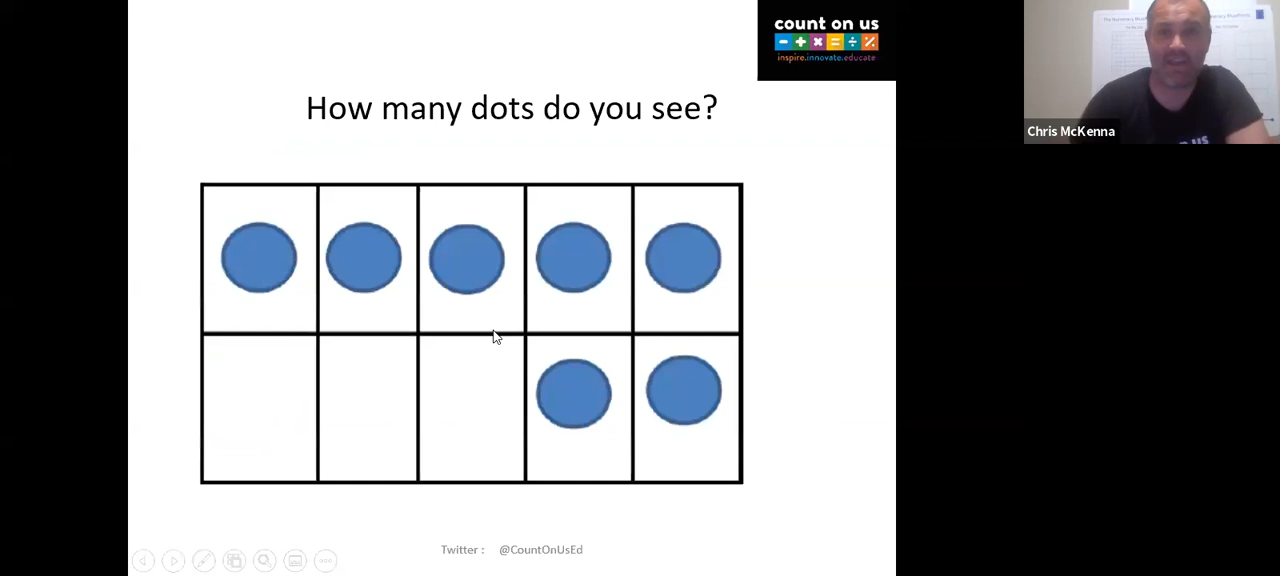 count on us
− + × = ÷ %
inspire.innovate.educate
How many dots do you see?
Chris McKenna
Twitter : @CountOnUsEd